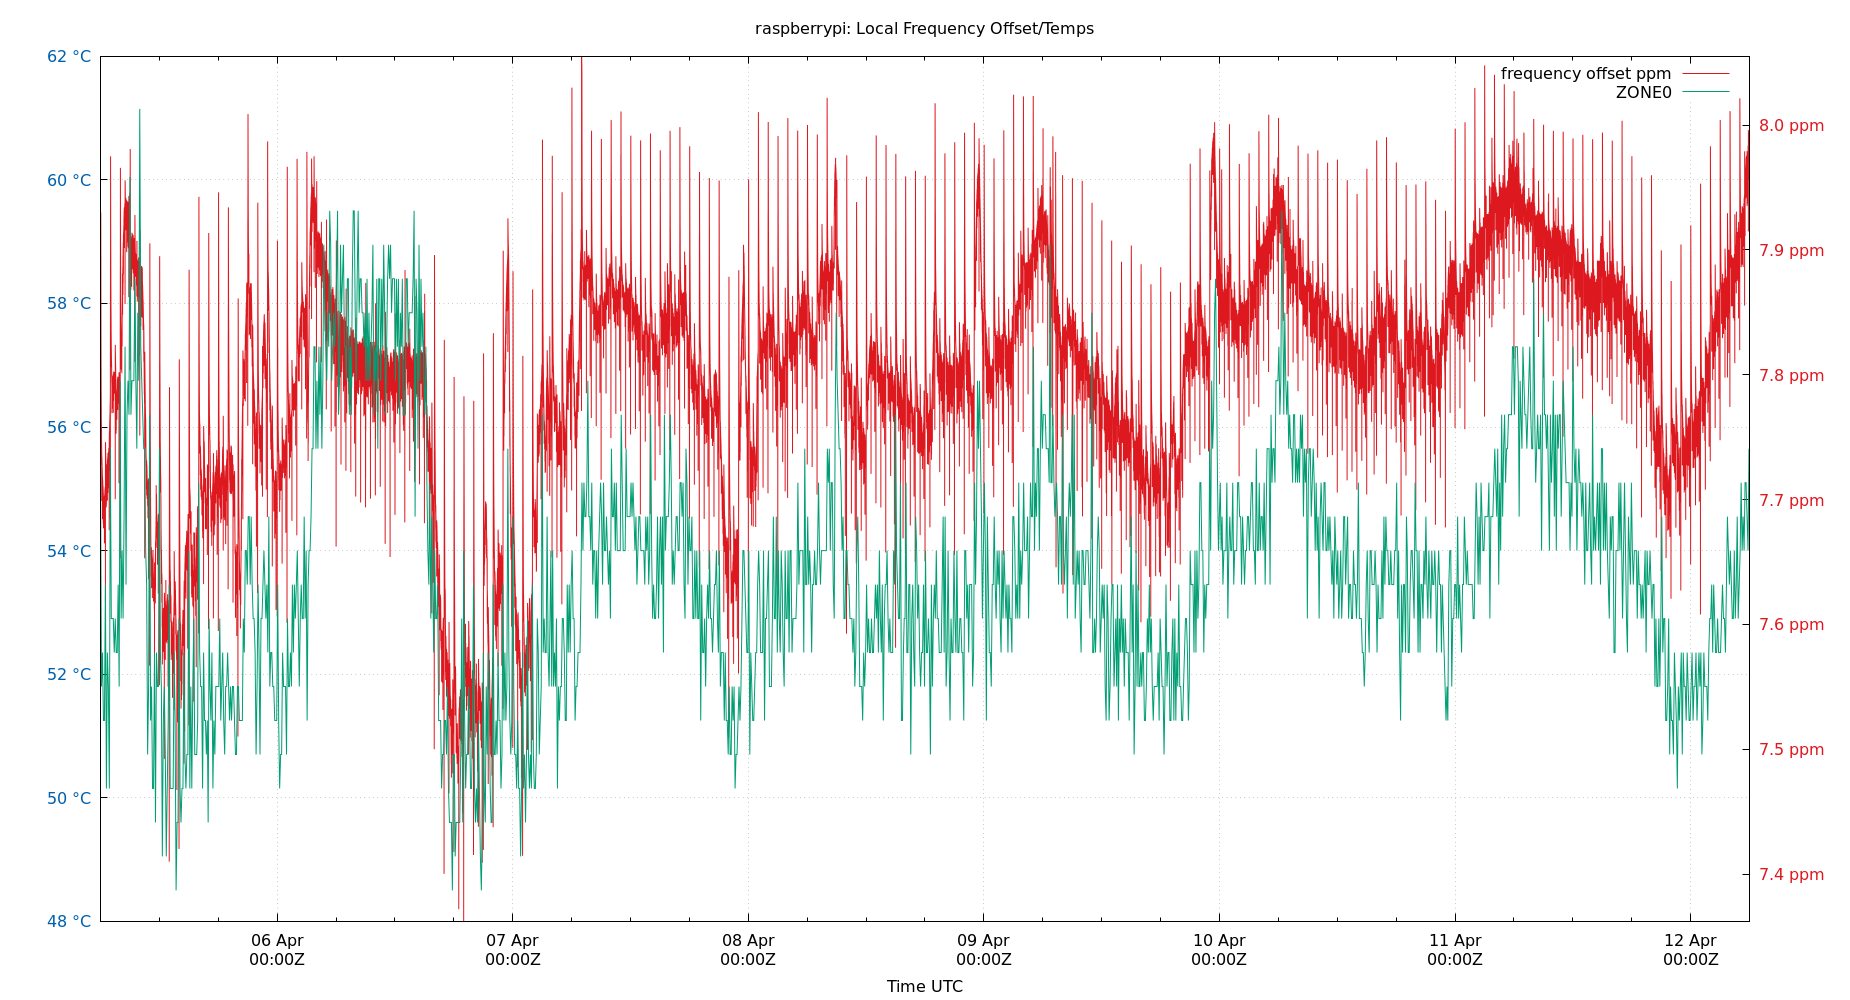 raspberrypi: Local Frequency Offset/Temps
62 °C
60 °C
58 °C
56 °C
54 °C
52 °C
50 °C
48 °C
frequency offset ppm
ZONE0
8.0 ppm
7.9 ppm
7.8 ppm
7.7 ppm
7.6 ppm
7.5 ppm
7.4 ppm
06 Apr 07 Apr 08 Apr 09 Apr 10 Apr 11 Apr 12 Apr
00:00Z 00:00Z 00:00Z 00:00Z 00:00Z 00:00Z 00:00Z
Time UTC